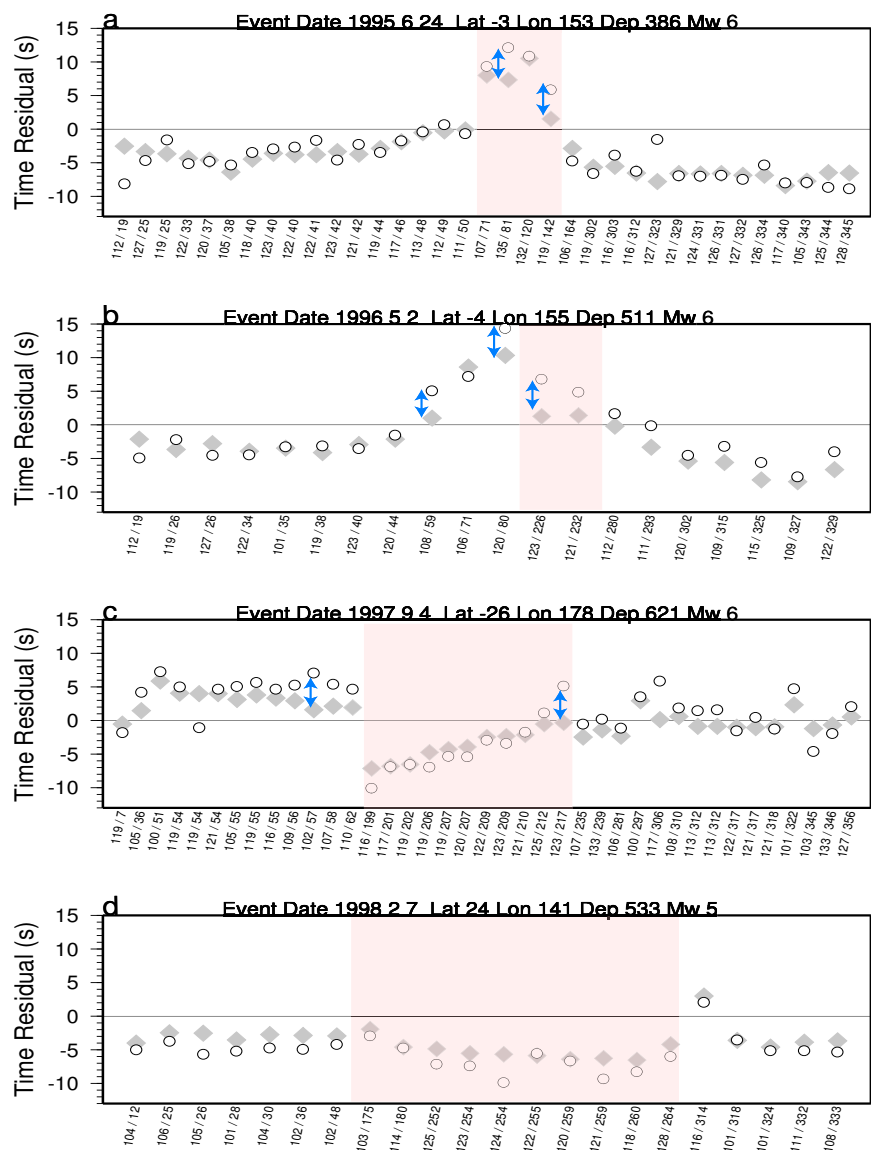 a
Event Date 1995 6 24 Lat -3 Lon 153 Dep 386 Mw 6
Time Residual (s)
15
10
5
0
-5
-10
112 / 19
127 / 25
119 / 25
122 / 33
120 / 37
105 / 38
118 / 40
123 / 40
122 / 40
122 / 41
123 / 42
121 / 42
119 / 44
117 / 46
113 / 48
112 / 49
111 / 50
107 / 71
135 / 81
132 / 120
119 / 142
106 / 164
119 / 302
116 / 303
116 / 312
127 / 323
121 / 329
124 / 331
126 / 331
127 / 332
126 / 334
117 / 340
105 / 343
125 / 344
128 / 345
b
Event Date 1996 5 2 Lat -4 Lon 155 Dep 511 Mw 6
Time Residual (s)
15
10
5
0
-5
-10
112 / 19
119 / 26
127 / 26
122 / 34
101 / 35
119 / 38
123 / 40
120 / 44
108 / 59
106 / 71
120 / 80
123 / 226
121 / 232
112 / 280
111 / 293
120 / 302
109 / 315
115 / 325
109 / 327
122 / 329
c
Event Date 1997 9 4 Lat -26 Lon 178 Dep 621 Mw 6
Time Residual (s)
15
10
5
0
-5
-10
119 / 7
105 / 36
100 / 51
119 / 54
119 / 54
121 / 54
105 / 55
119 / 55
116 / 55
109 / 56
102 / 57
107 / 58
110 / 62
116 / 199
117 / 201
119 / 202
119 / 206
119 / 207
120 / 207
122 / 209
123 / 209
121 / 210
125 / 212
123 / 217
107 / 235
133 / 239
106 / 281
100 / 297
117 / 306
108 / 310
113 / 312
113 / 312
122 / 317
121 / 317
121 / 318
101 / 322
103 / 345
133 / 346
127 / 356
d
Event Date 1998 2 7 Lat 24 Lon 141 Dep 533 Mw 5
Time Residual (s)
15
10
5
0
-5
-10
104 / 12
106 / 25
105 / 26
101 / 28
104 / 30
102 / 36
102 / 48
103 / 175
114 / 180
125 / 252
123 / 254
124 / 254
122 / 255
120 / 259
121 / 259
118 / 260
128 / 264
116 / 314
101 / 318
101 / 324
111 / 332
108 / 333